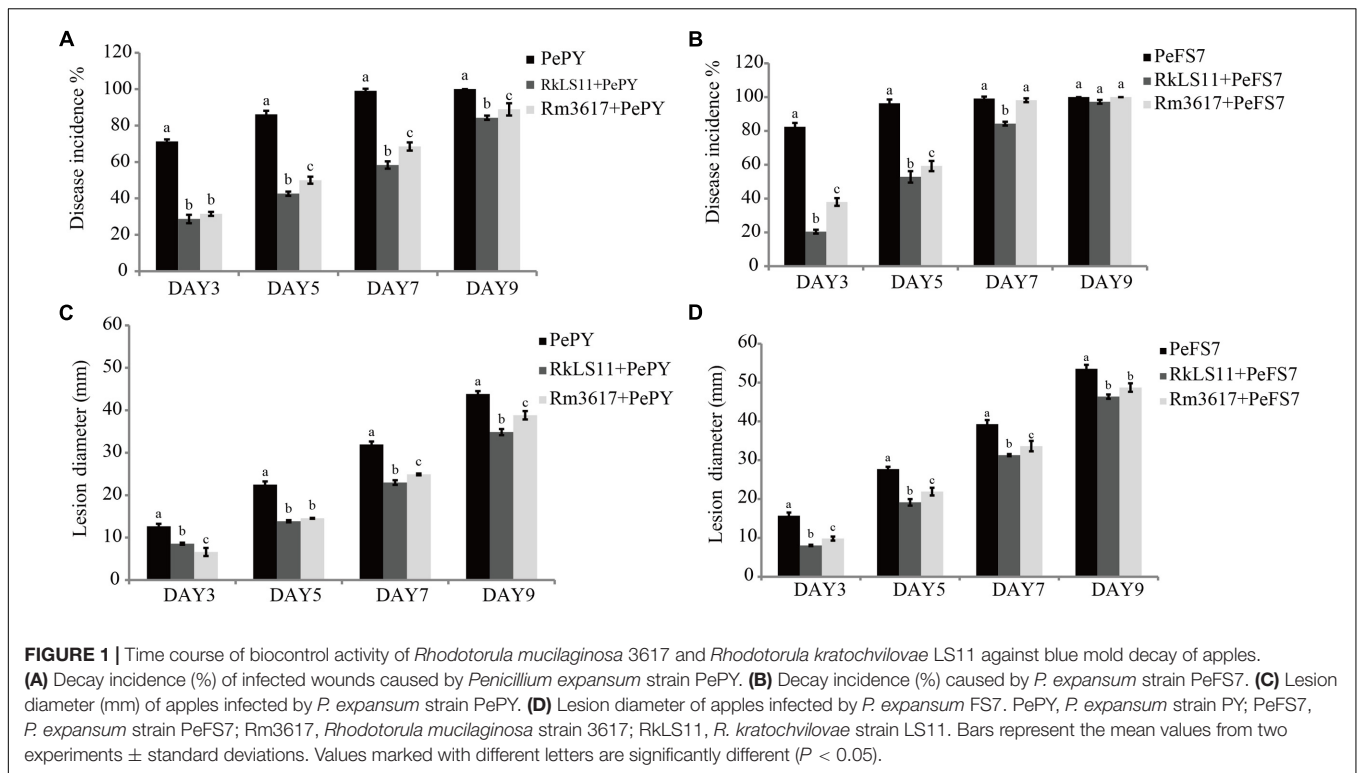 A
120
100
80
60
40
20
0
Disease incidence %
a
b
b
a
b
c
a
b
c
a
b
c
DAY3 DAY5 DAY7 DAY9
PePY
RkLS11+PePY
Rm3617+PePY
B
120
100
80
60
40
20
0
Disease incidence %
a
b
c
a
b
c
a
b
a
a
a
a
DAY3 DAY5 DAY7 DAY9
PeFS7
RkLS11+PeFS7
Rm3617+PeFS7
C
60
50
40
30
20
10
0
Lesion diameter (mm)
a
b
c
a
b
b
a
b
c
a
b
c
DAY3 DAY5 DAY7 DAY9
PePY
RkLS11+PePY
Rm3617+PePY
D
60
50
40
30
20
10
0
Lesion diameter (mm)
a
b
c
a
b
c
a
b
c
a
b
b
DAY3 DAY5 DAY7 DAY9
PeFS7
RkLS11+PeFS7
Rm3617+PeFS7
FIGURE 1 | Time course of biocontrol activity of Rhodotorula mucilaginosa 3617 and Rhodotorula kratochvilovae LS11 against blue mold decay of apples.
(A) Decay incidence (%) of infected wounds caused by Penicillium expansum strain PePY. (B) Decay incidence (%) caused by P. expansum strain PeFS7. (C) Lesion
diameter (mm) of apples infected by P. expansum strain PePY. (D) Lesion diameter of apples infected by P. expansum FS7. PePY, P. expansum strain PY; PeFS7,
P. expansum strain PeFS7; Rm3617, Rhodotorula mucilaginosa strain 3617; RkLS11, R. kratochvilovae strain LS11. Bars represent the mean values from two
experiments ± standard deviations. Values marked with different letters are significantly different (P < 0.05).